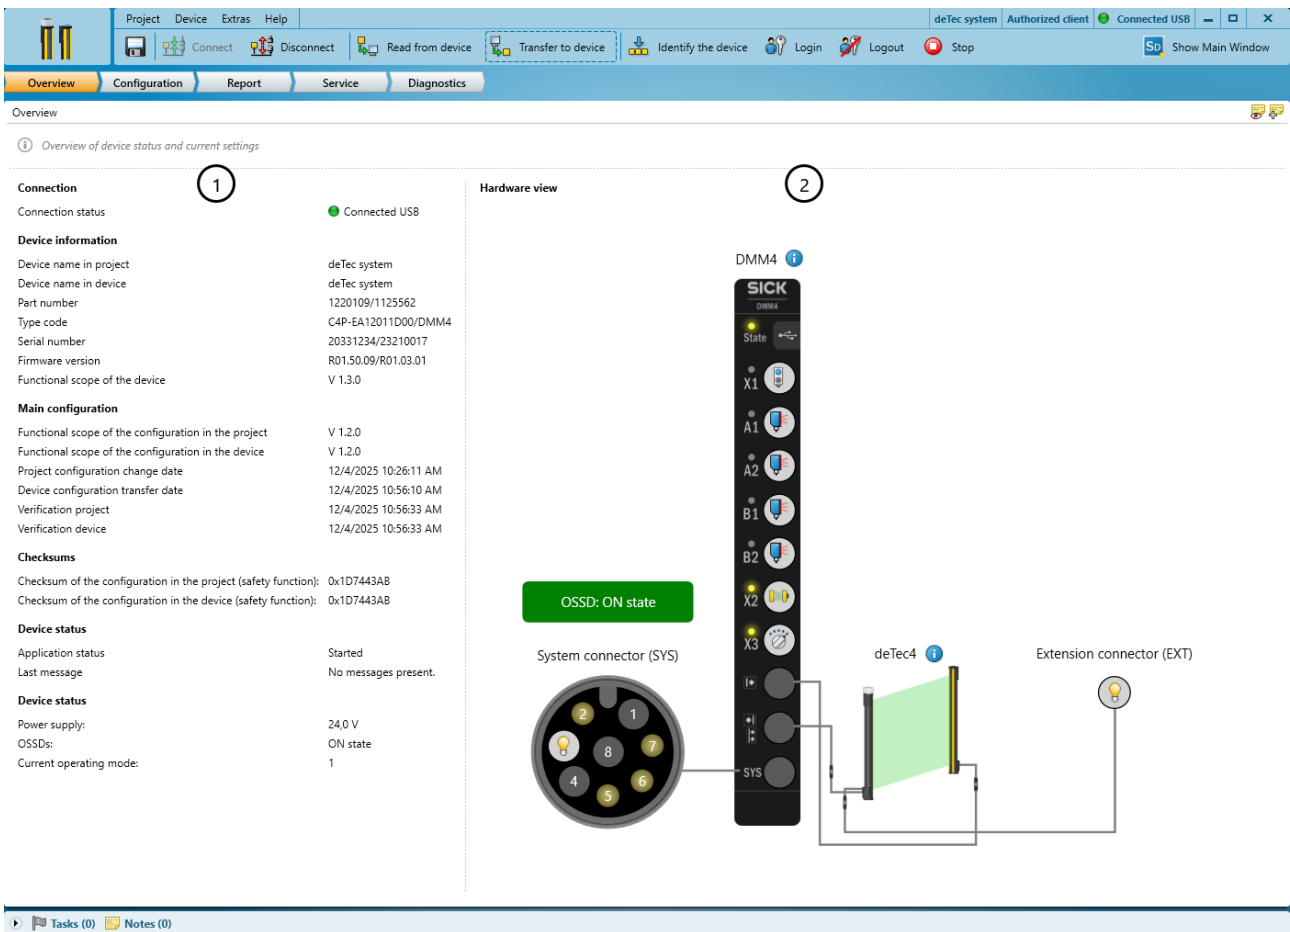 Project Device Extras Help
deTec system Authorized client Connected USB
Connect Disconnect Read from device Transfer to device Identify the device Login Logout Stop SD Show Main Window
Overview Configuration Report Service Diagnostics
Overview
Overview of device status and current settings
1
2
Connection
Connection status Connected USB
Device information
Device name in project deTec system
Device name in device deTec system
Part number 1220109/1125562
Type code C4P-EA12011D00/DMM4
Serial number 20331234/23210017
Firmware version R01.50.09/R01.03.01
Functional scope of the device V 1.3.0
Main configuration
Functional scope of the configuration in the project V 1.2.0
Functional scope of the configuration in the device V 1.2.0
Project configuration change date 12/4/2025 10:26:11 AM
Device configuration transfer date 12/4/2025 10:56:10 AM
Verification project 12/4/2025 10:56:33 AM
Verification device 12/4/2025 10:56:33 AM
Checksums
Checksum of the configuration in the project (safety function): 0x1D7443AB
Checksum of the configuration in the device (safety function): 0x1D7443AB
Device status
Application status Started
Last message No messages present.
Device status
Power supply: 24,0 V
OSSDs: ON state
Current operating mode: 1
Hardware view
DMM4
SICK
DMM4
State
X1
A1
A2
B1
B2
X2
X3
SYS
OSSD: ON state
System connector (SYS)
2 1
8 7
4 6
5
deTec4
Extension connector (EXT)
Tasks (0) Notes (0)